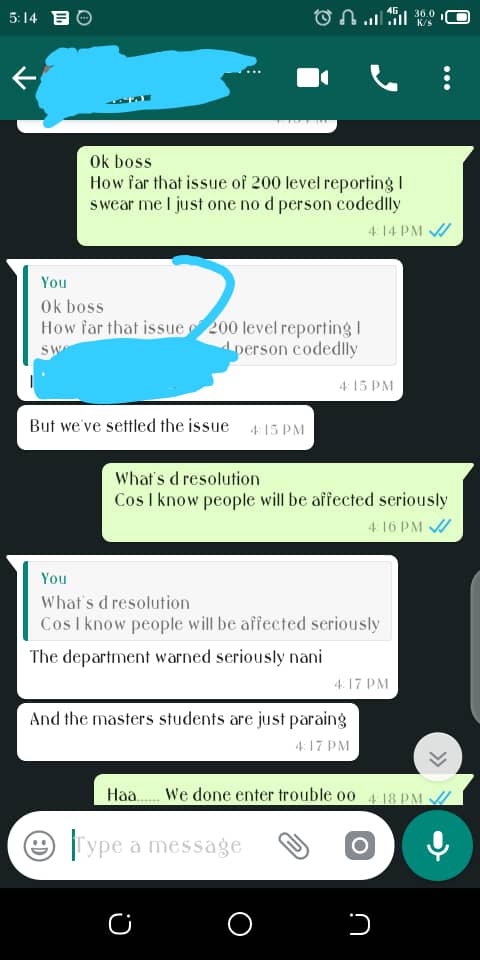 5:14
4G
36.0
K/s
Ok boss
How far that issue of 200 level reporting I
swear me I just one no d person codedlly
4:14 PM
You
Ok boss
How far that issue 200 level reporting I
person codedlly
4:15 PM
But we've settled the issue
4:15 PM
What's d resolution
Cos I know people will be affected seriously
4:16 PM
You
What's d resolution
Cos I know people will be affected seriously
The department warned seriously nani
4:17 PM
And the masters students are just paraing
4:17 PM
Haa...... We done enter trouble oo
4:18 PM
Type a message